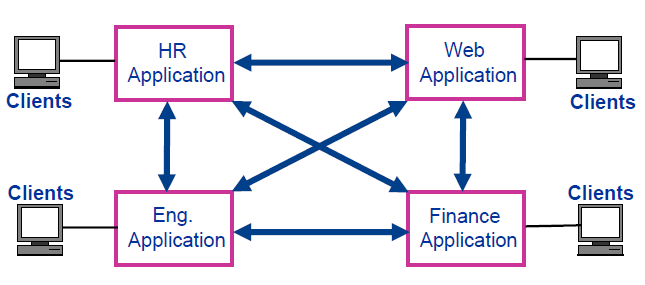 HR
Application
Web
Application
Clients
Clients
Clients
Clients
Eng.
Application
Finance
Application